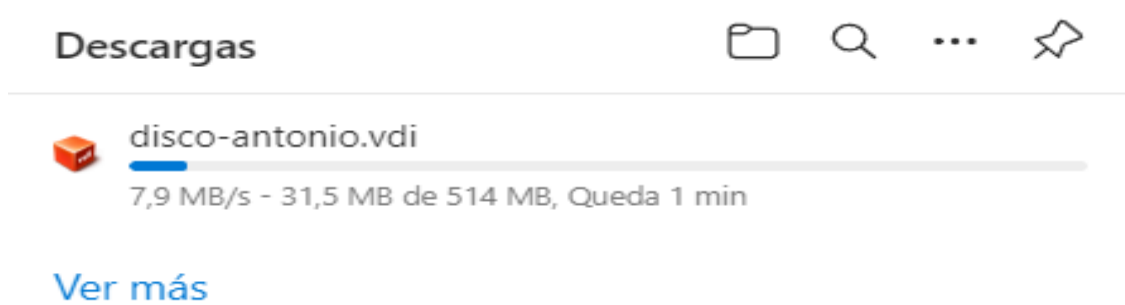 Descargas
disco-antonio.vdi
7,9 MB/s - 31,5 MB de 514 MB, Queda 1 min
Ver más